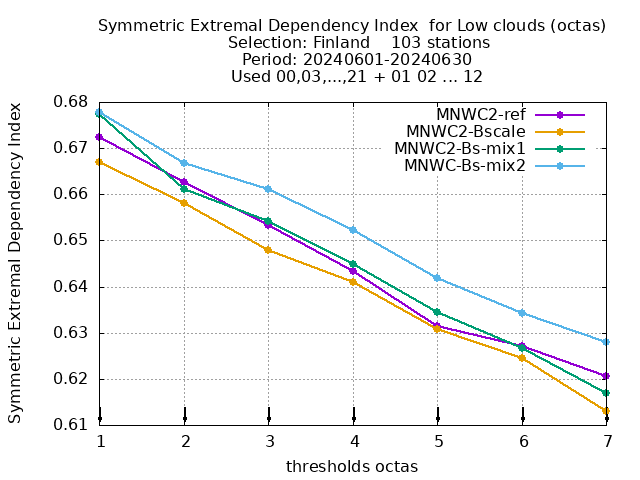 Symmetric Extremal Dependency Index  for Low clouds (octas)
Selection: Finland    103 stations
Period: 20240601-20240630
Used 00,03,...,21 + 01 02 ... 12
Symmetric Extremal Dependency Index
0.68
0.67
0.66
0.65
0.64
0.63
0.62
0.61
MNWC2-ref
MNWC2-Bscale
MNWC2-Bs-mix1
MNWC-Bs-mix2
1 2 3 4 5 6 7
thresholds octas